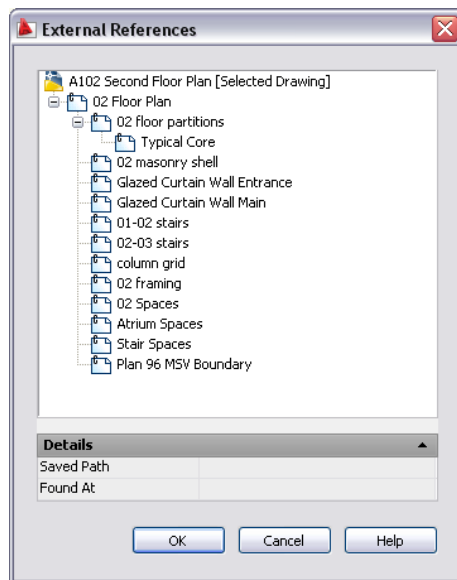 External References
A102 Second Floor Plan [Selected Drawing]
02 Floor Plan
02 floor partitions
Typical Core
02 masonry shell
Glazed Curtain Wall Entrance
Glazed Curtain Wall Main
01-02 stairs
02-03 stairs
column grid
02 framing
02 Spaces
Atrium Spaces
Stair Spaces
Plan 96 MSV Boundary
Details
Saved Path
Found At
OK Cancel Help